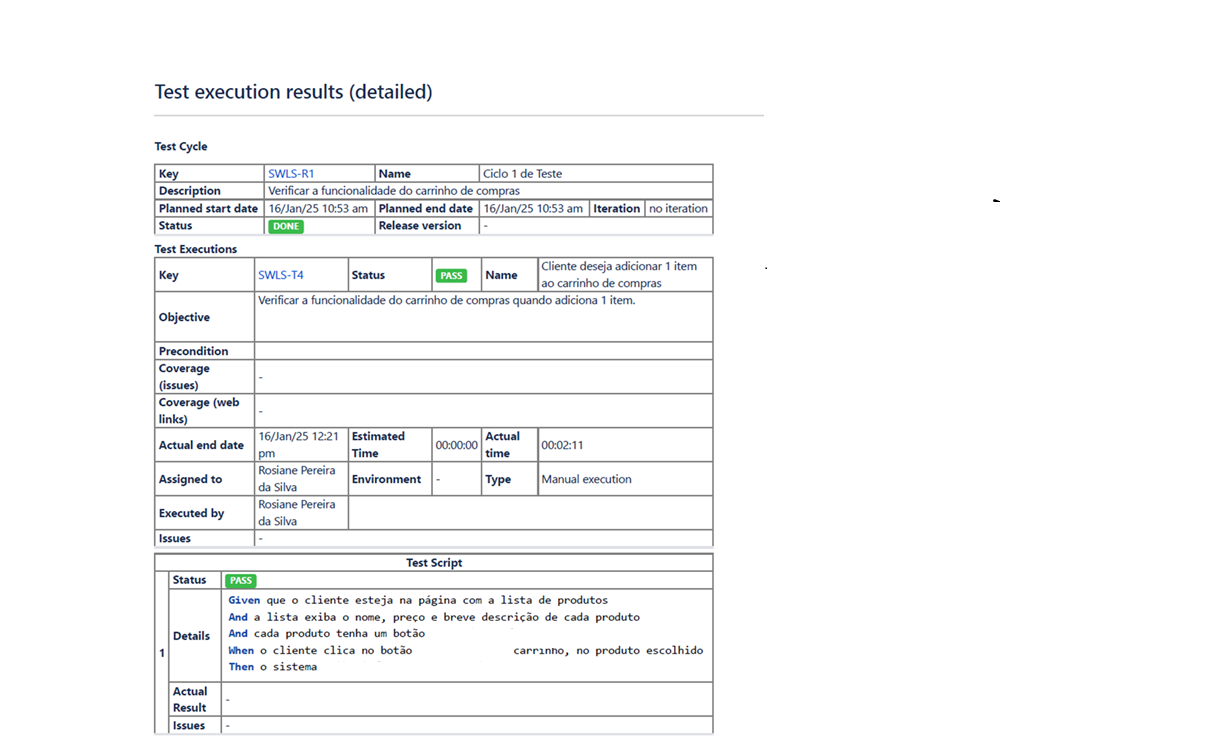 Test execution results (detailed)
Test Cycle
Key SWLS-R1 Name Ciclo 1 de Teste
Description Verificar a funcionalidade do carrinho de compras
Planned start date 16/Jan/25 10:53 am Planned end date 16/Jan/25 10:53 am Iteration no iteration
Status DONE Release version -
Test Executions
Key SWLS-T4 Status PASS Name Cliente deseja adicionar 1 item
ao carrinho de compras
Objective Verificar a funcionalidade do carrinho de compras quando adiciona 1 item.
Precondition
Coverage
(issues) -
Coverage (web
links) -
Actual end date 16/Jan/25 12:21
pm Estimated
Time 00:00:00 Actual
time 00:02:11
Assigned to Rosiane Pereira
da Silva Environment - Type Manual execution
Executed by Rosiane Pereira
da Silva
Issues -
Test Script
1
Status PASS
Details
Given que o cliente esteja na página com a lista de produtos
And a lista exiba o nome, preço e breve descrição de cada produto
And cada produto tenha um botão
When o cliente clica no botão carrinho, no produto escolhido
Then o sistema
Actual
Result -
Issues -